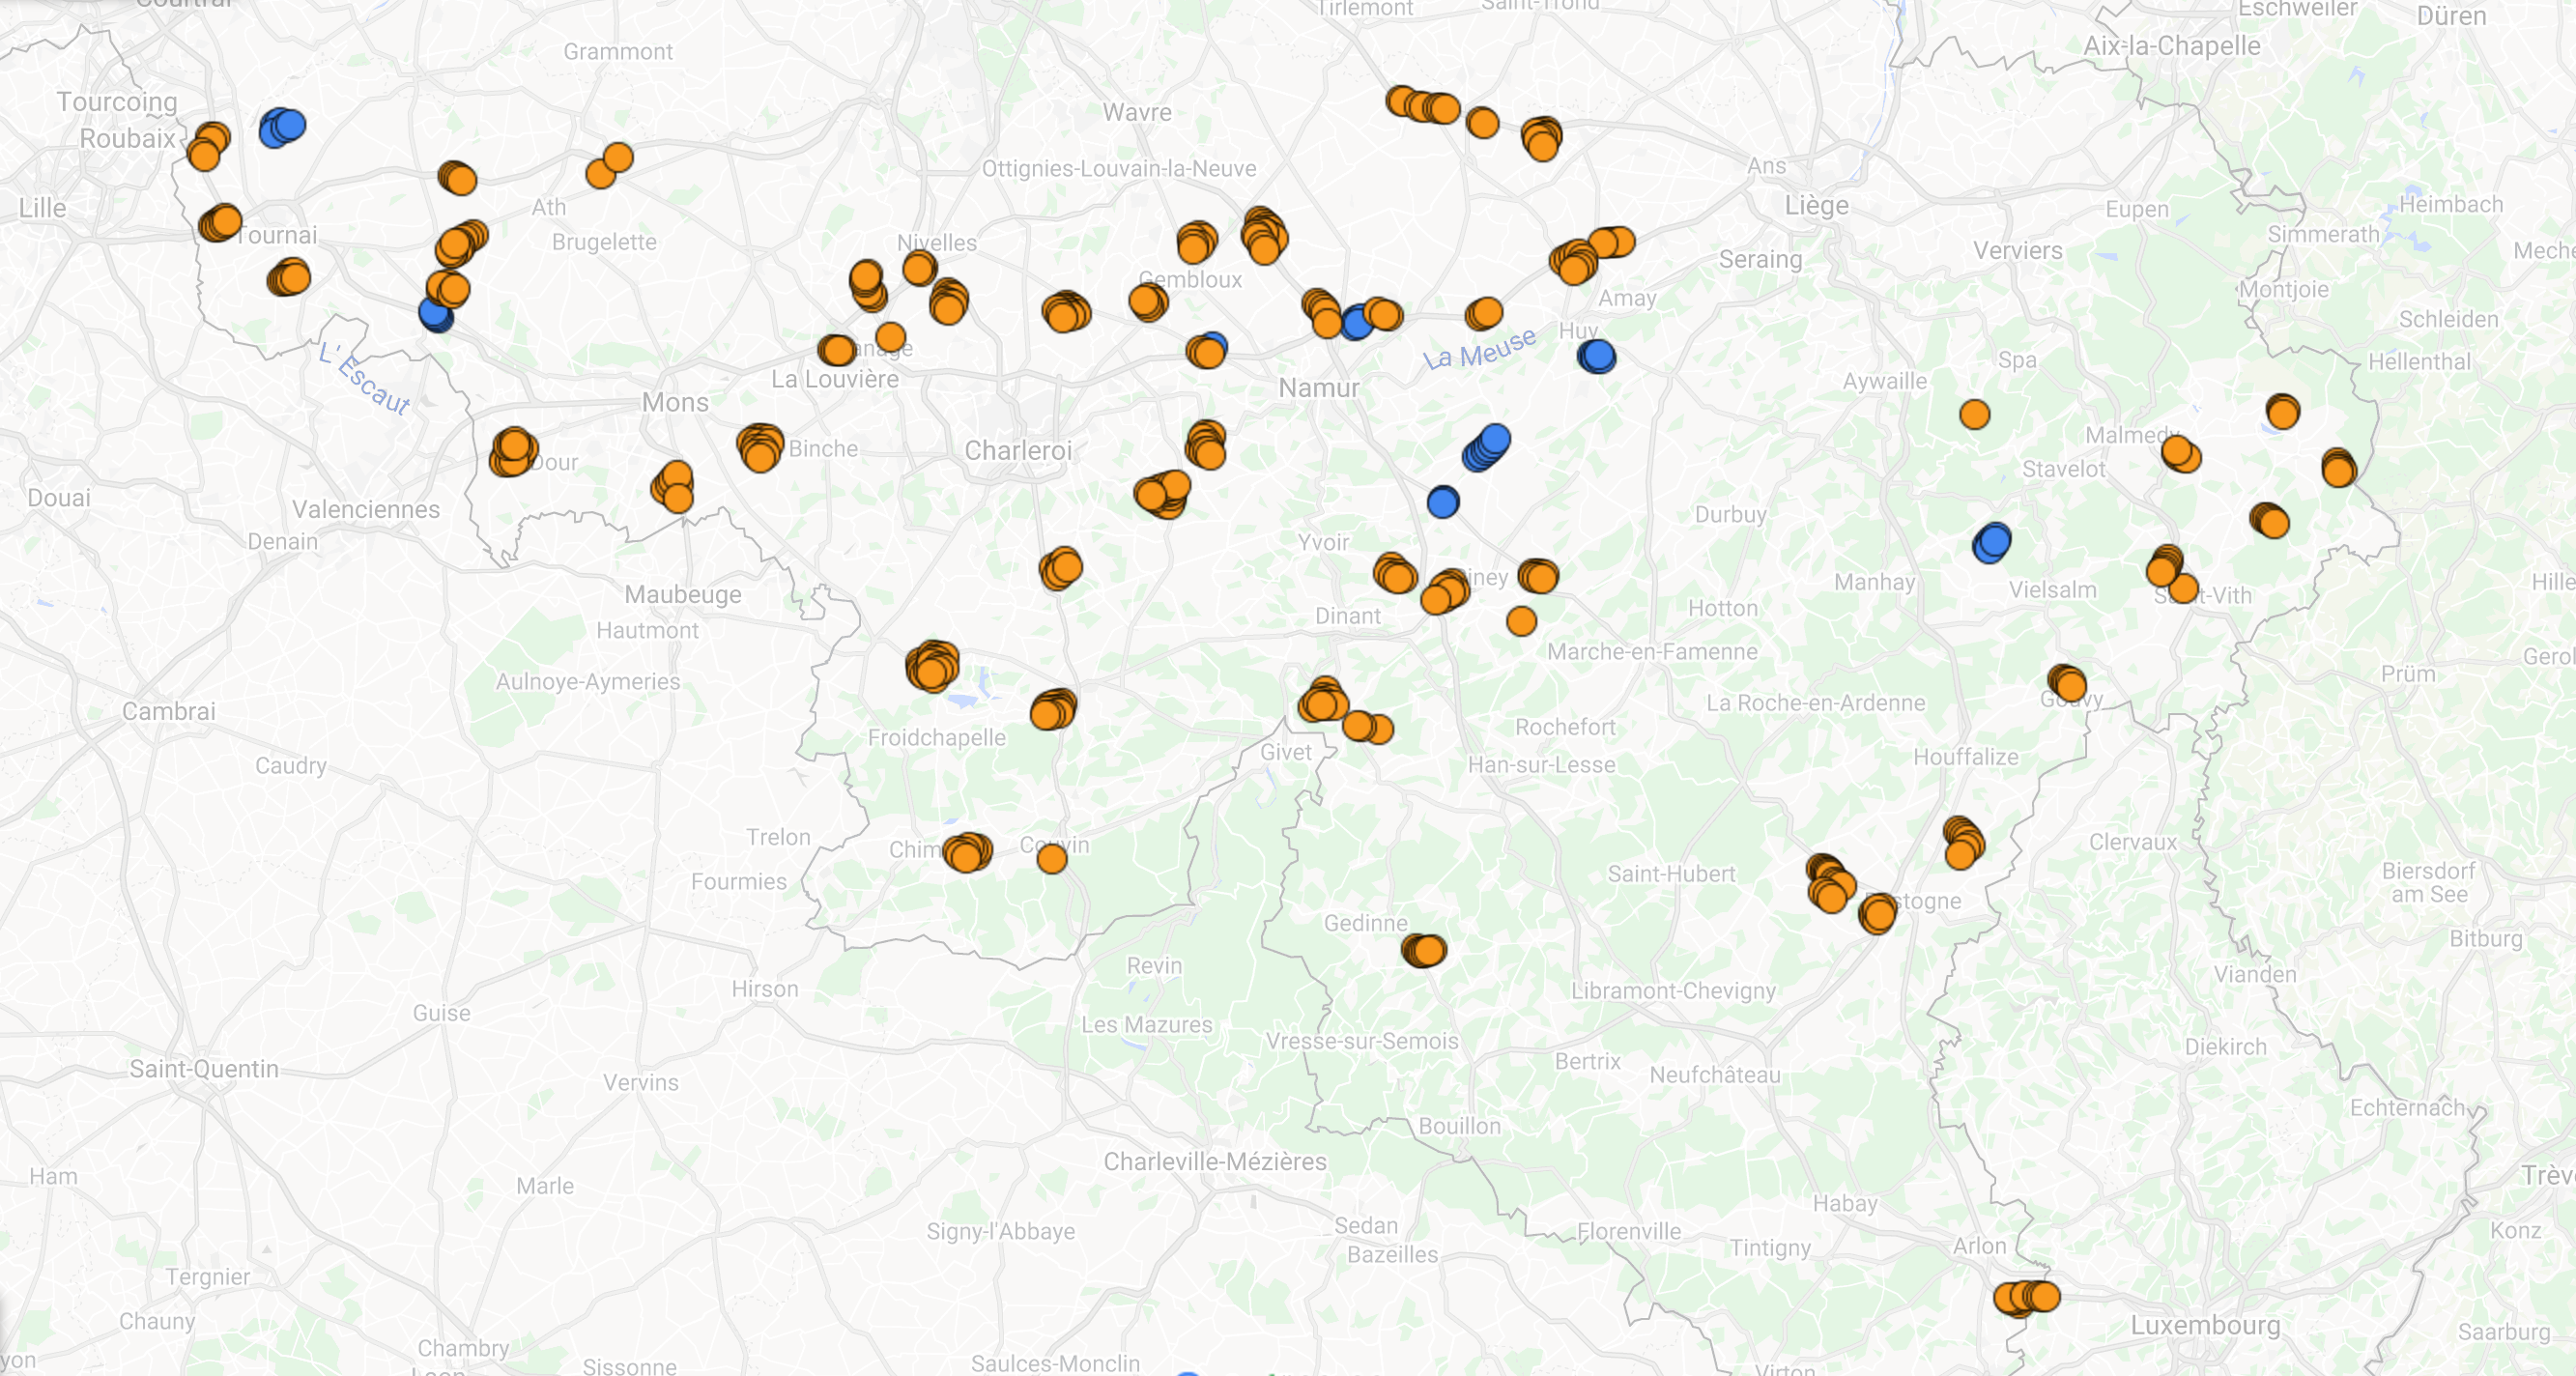 Courtrai
Tirlemont
Saint-Trond
Eschweiler
Düren
Grammont
Aix-la-Chapelle
Tourcoing
Wavre
Roubaix
Ans
Ottignies-Louvain-la-Neuve
Lille
Ath
Liège
Eupen
Heimbach
Tournai
Brugelette
Nivelles
Simmerath
Seraing
Verviers
Gembloux
Amay
Montjoie
Schleiden
Huy
La Meuse
Spa
Hellenthal
L'Escaut
La Louvière
Namur
Aywaille
Mons
Binche
Charleroi
Malmedy
Dour
Stavelot
Douai
Valenciennes
Durbuy
Denain
Yvoir
Manhay
Vielsalm
Maubeuge
Dinant
Hotton
Hautmont
Marche-en-Famenne
Prüm
Aulnoye-Aymeries
La Roche-en-Ardenne
Gouvy
Cambrai
Froidchapelle
Rochefort
Givet
Houffalize
Caudry
Han-sur-Lesse
Trelon
Couvin
Clervaux
Fourmies
Saint-Hubert
Biersdorf
am See
Gedinne
Bitburg
Revin
Vianden
Hirson
Libramont-Chevigny
Guise
Les Mazures
Vresse-sur-Semois
Diekirch
Saint-Quentin
Bertrix
Neufchâteau
Vervins
Echternach
Bouillon
Charleville-Mézières
Ham
Marle
Habay
Signy-l'Abbaye
Sedan
Florenville
Konz
Bazeilles
Tintigny
Arlon
Tergnier
Chauny
Luxembourg
Saarburg
Chambry
Saulces-Monclin
Sissonne
Virton